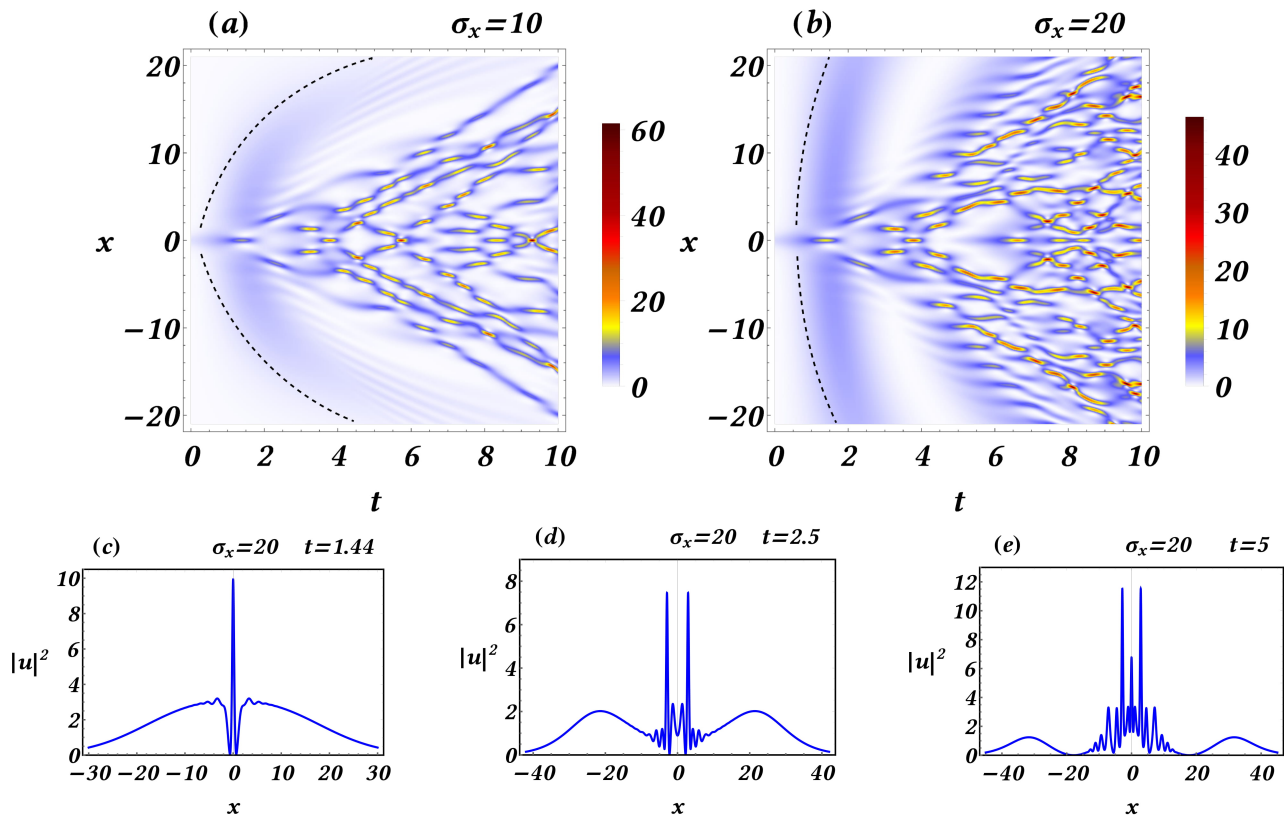 (a) σx=10
20
10
0
−10
−20
x
0 2 4 6 8 10
t
60
40
20
0
(b) σx=20
20
10
0
−10
−20
x
0 2 4 6 8 10
t
40
30
20
10
0
(c) σx=20 t=1.44
10
8
6
4
2
0
|u|²
−30 −20 −10 0 10 20 30
x
(d) σx=20 t=2.5
8
6
4
2
0
|u|²
−40 −20 0 20 40
x
(e) σx=20 t=5
12
10
8
6
4
2
0
|u|²
−40 −20 0 20 40
x